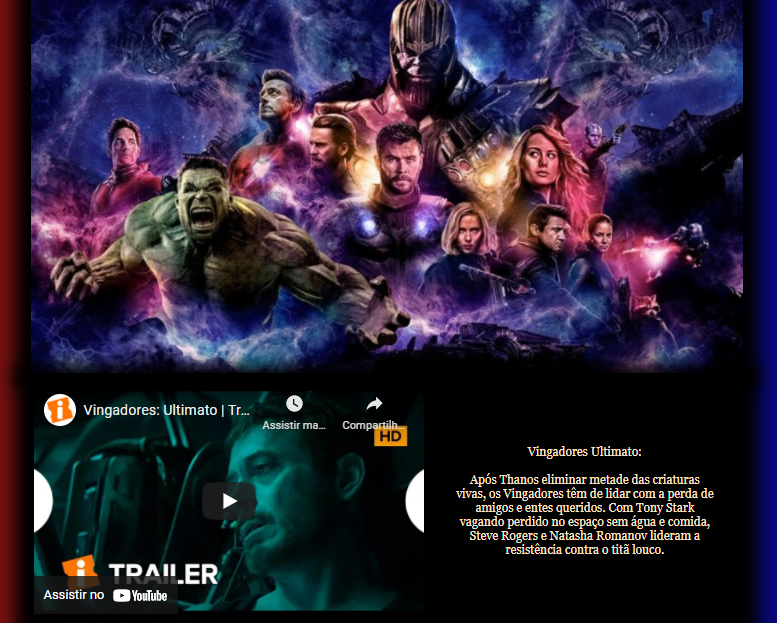 Vingadores: Ultimato | Tr...
Assistir ma...
Compartilh...
HD
TRAILER
Assistir no YouTube
Vingadores Ultimato:
Após Thanos eliminar metade das criaturas
vivas, os Vingadores têm de lidar com a perda de
amigos e entes queridos. Com Tony Stark
vagando perdido no espaço sem água e comida,
Steve Rogers e Natasha Romanov lideram a
resistência contra o titã louco.